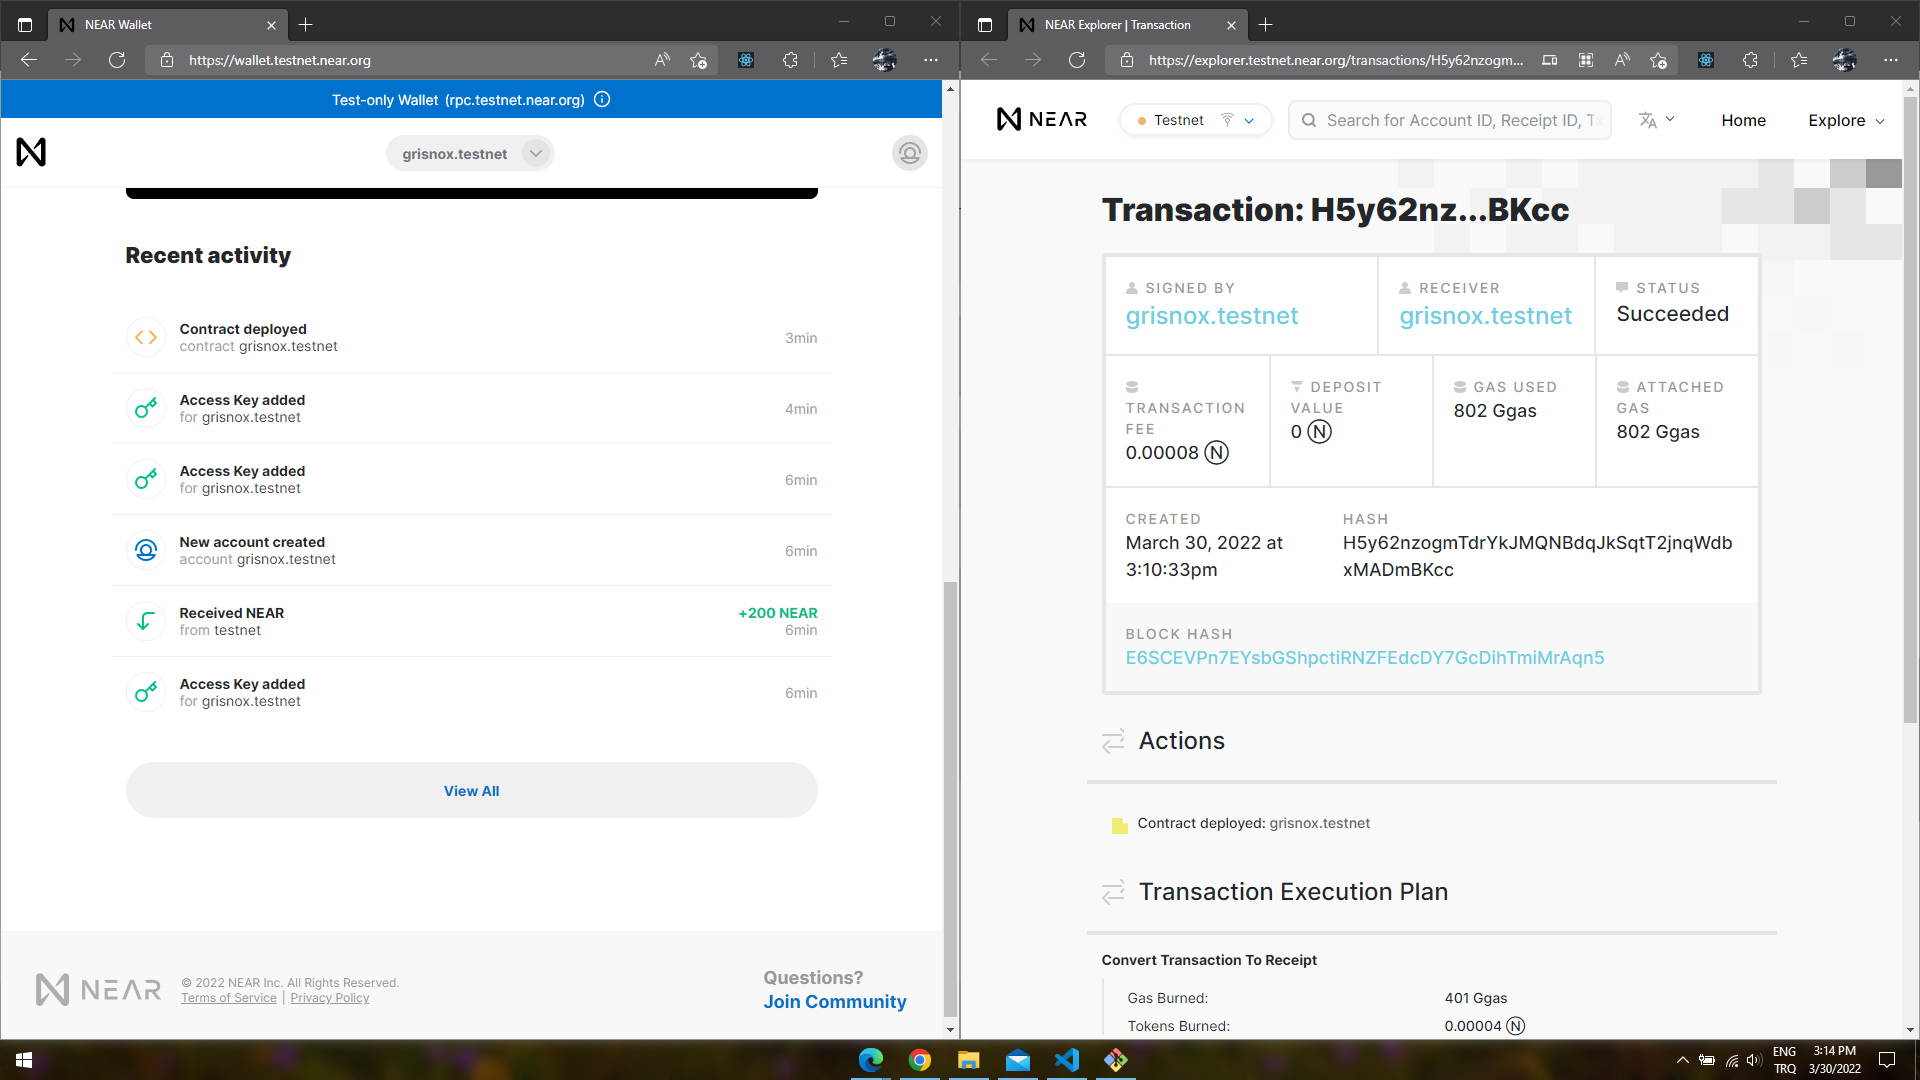 NEAR Wallet
https://wallet.testnet.near.org
Test-only Wallet (rpc.testnet.near.org)
grisnox.testnet
Recent activity
Contract deployed
contract grisnox.testnet
3min
Access Key added
for grisnox.testnet
4min
Access Key added
for grisnox.testnet
6min
New account created
account grisnox.testnet
6min
Received NEAR
from testnet
+200 NEAR
6min
Access Key added
for grisnox.testnet
6min
View All
NEAR
© 2022 NEAR Inc. All Rights Reserved.
Terms of Service | Privacy Policy
Questions?
Join Community
NEAR Explorer | Transaction
https://explorer.testnet.near.org/transactions/H5y62nzogm...
NEAR
Testnet
Search for Account ID, Receipt ID, Tx
Home
Explore
Transaction: H5y62nz...BKcc
SIGNED BY
grisnox.testnet
RECEIVER
grisnox.testnet
STATUS
Succeeded
TRANSACTION
FEE
0.00008 N
DEPOSIT
VALUE
0 N
GAS USED
802 Ggas
ATTACHED
GAS
802 Ggas
CREATED
March 30, 2022 at
3:10:33pm
HASH
H5y62nzogmTdrYkJMQNBdqJkSqtT2jnqWdb
xMADmBKcc
BLOCK HASH
E6SCEVPn7EYsbGShpctiRNZFEdcDY7GcDihTmiMrAqn5
Actions
Contract deployed: grisnox.testnet
Transaction Execution Plan
Convert Transaction To Receipt
Gas Burned:
401 Ggas
Tokens Burned:
0.00004 N
ENG
TRQ
3:14 PM
3/30/2022